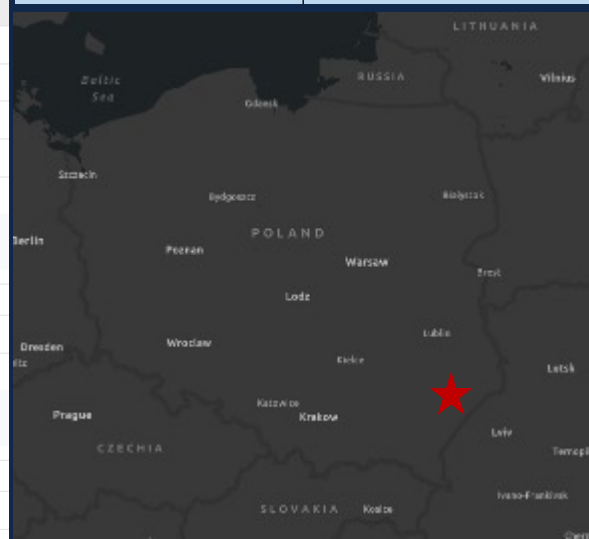 LITHUANIA
Baltic
Sea
RUSSIA
Vilnius
Gdansk
Szczecin
Bydgoszcz
Bialystok
POLAND
Berlin
Poznan
Warsaw
Brest
Lodz
Lublin
Dresden
Wroclaw
Kielce
Lutsk
Katowice
Prague
Krakow
Lviv
CZECHIA
Ternopil
Ivano-Frankivsk
SLOVAKIA
Kosice